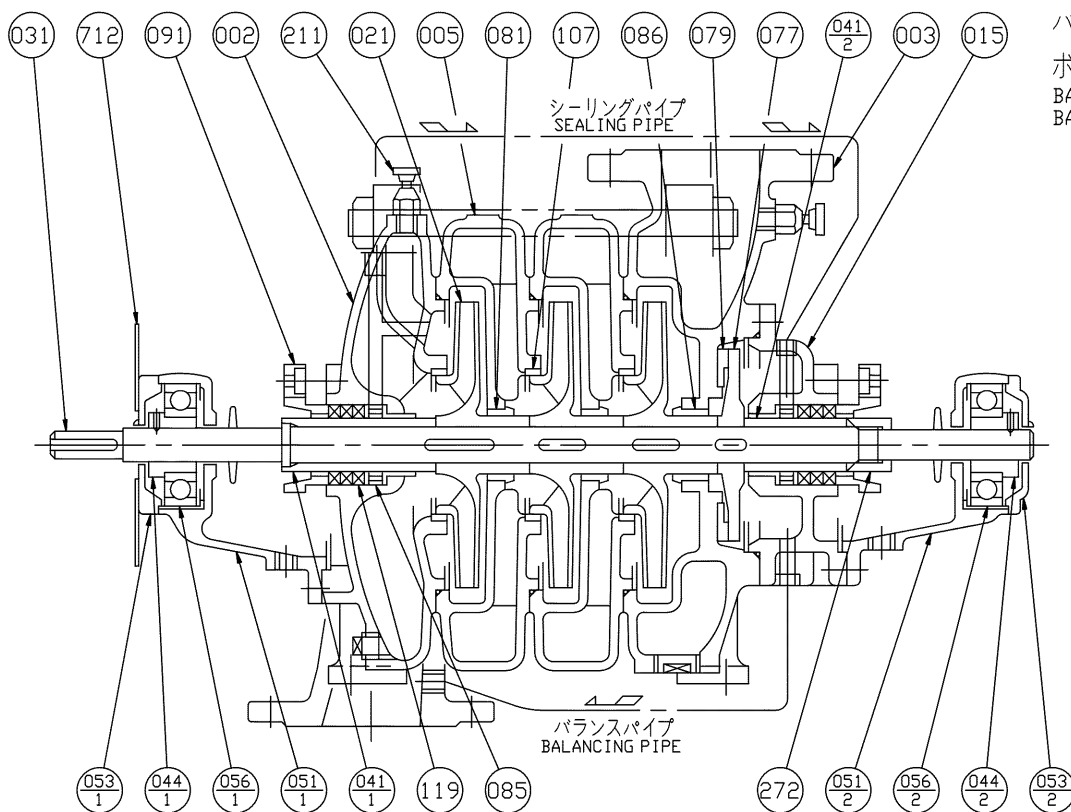 031 712 091 002 211 021 005 081 107 086 079 077 041/2 003 015
バ
ボ
BA
BA
シーリングパイプ
SEALING PIPE
バランスパイプ
BALANCING PIPE
053/1 044/1 056/1 051/1 041/1 119 085 272 051/2 056/2 044/2 053/2